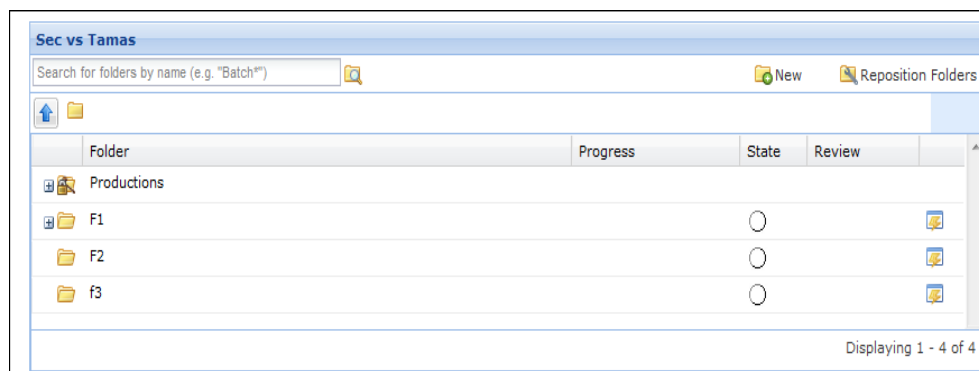 Sec vs Tamas
Search for folders by name (e.g. "Batch*") New Reposition Folders
Folder Progress State Review
Productions
F1
F2
f3
Displaying 1 - 4 of 4